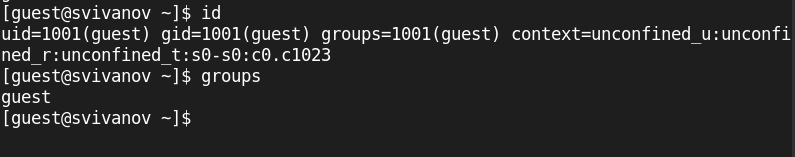 [guest@svivanov ~]$ id
uid=1001(guest) gid=1001(guest) groups=1001(guest) context=unconfined_u:unconfi
ned_r:unconfined_t:s0-s0:c0.c1023
[guest@svivanov ~]$ groups
guest
[guest@svivanov ~]$